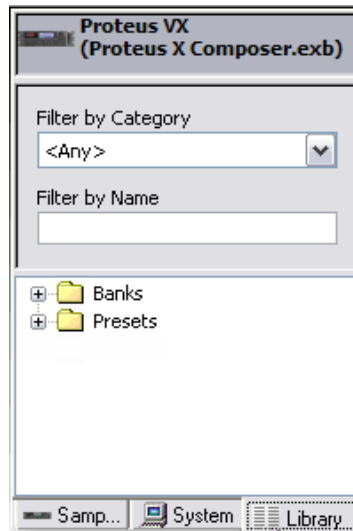 Proteus VX
(Proteus X Composer.exb)
Filter by Category
<Any>
Filter by Name
Banks
Presets
Samp... System Library